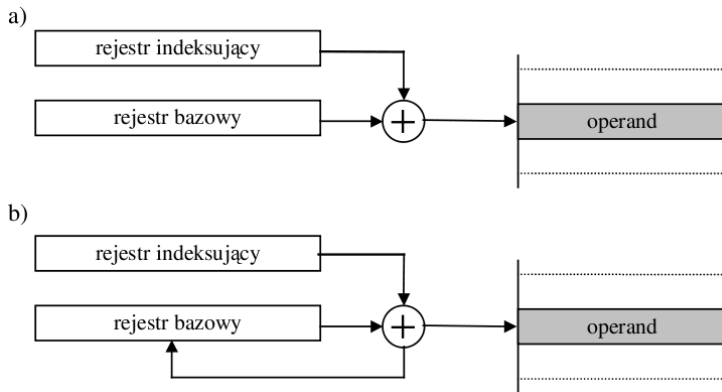 a)
rejestr indeksujący
rejestr bazowy
+
operand
b)
rejestr indeksujący
rejestr bazowy
+
operand